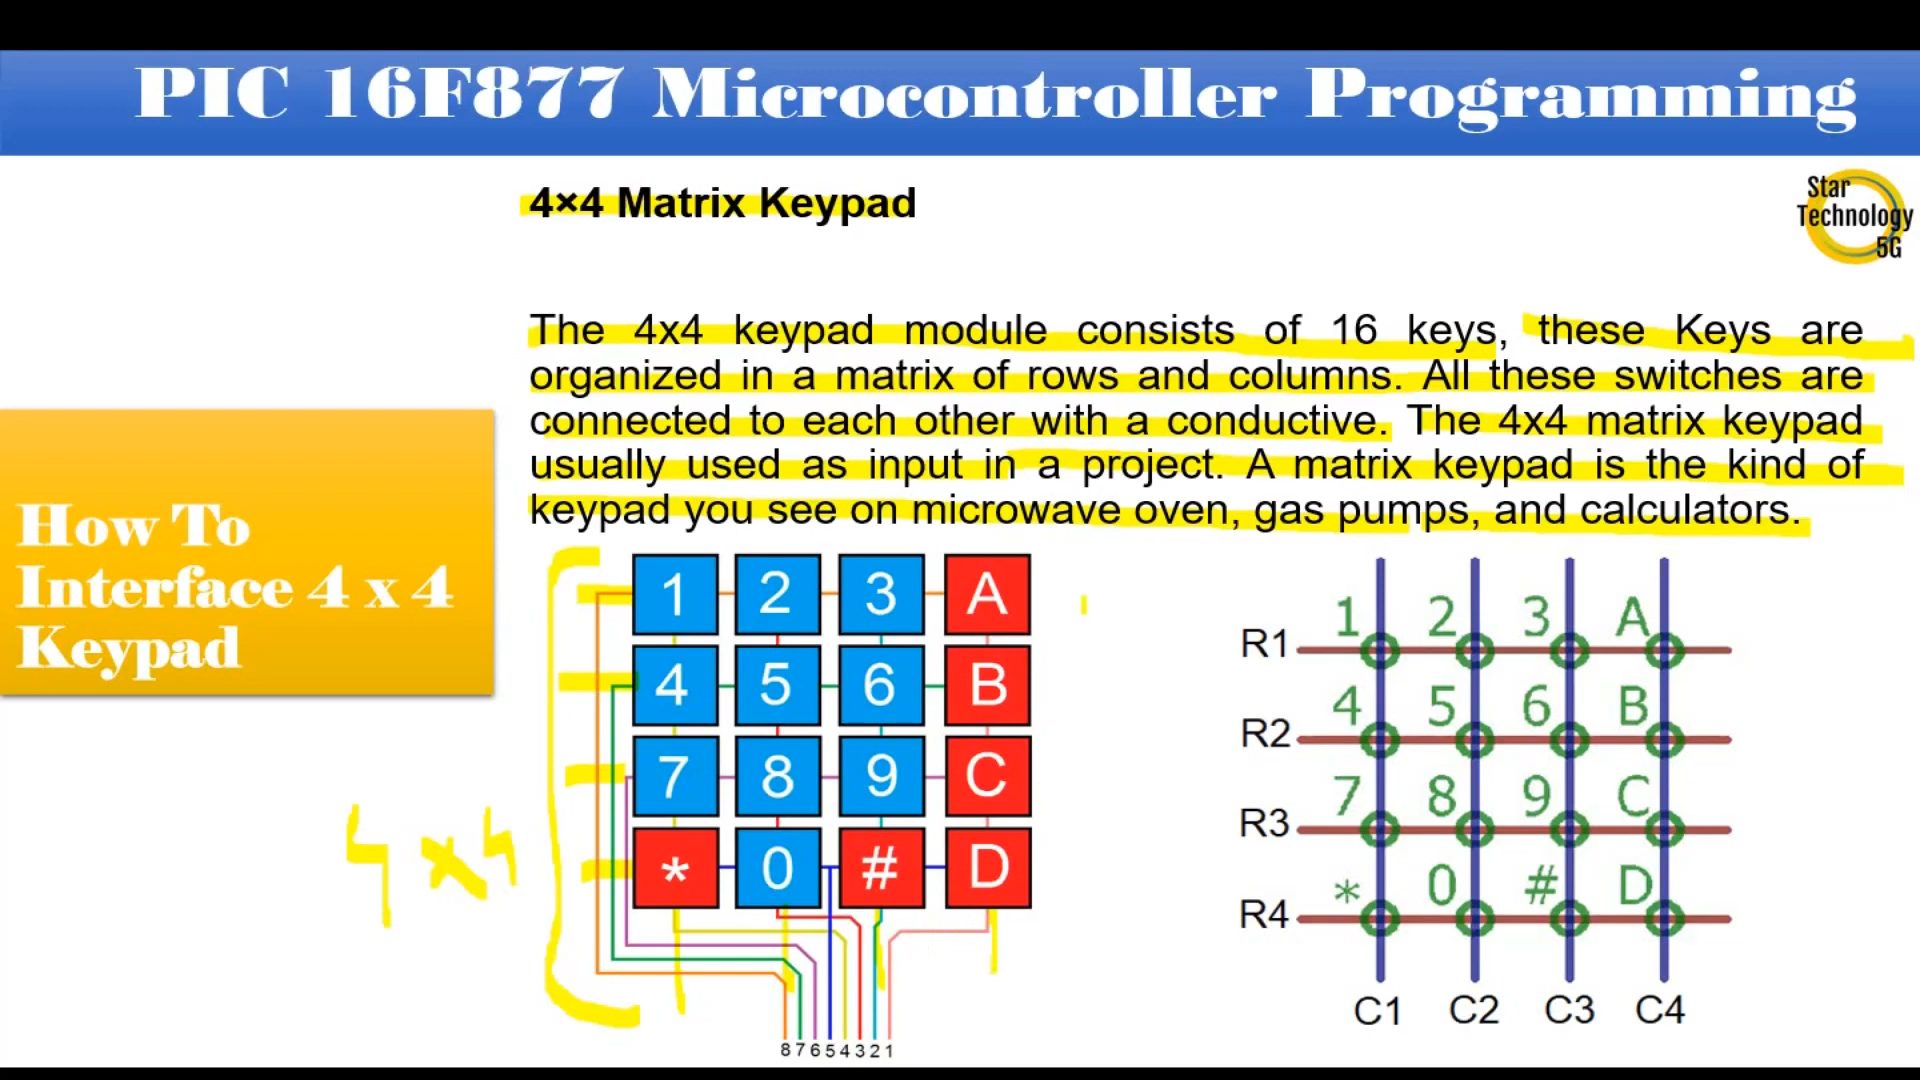 PIC 16F877 Microcontroller Programming
4×4 Matrix Keypad
Star
Technology
5G
The 4x4 keypad module consists of 16 keys, these Keys are
organized in a matrix of rows and columns. All these switches are
connected to each other with a conductive. The 4x4 matrix keypad
usually used as input in a project. A matrix keypad is the kind of
keypad you see on microwave oven, gas pumps, and calculators.
How To
Interface 4 x 4
Keypad
4 x 4
1 2 3 A
4 5 6 B
7 8 9 C
* 0 # D
8 7 6 5 4 3 2 1
1 2 3 A
R1
4 5 6 B
R2
7 8 9 C
R3
* 0 # D
R4
C1 C2 C3 C4